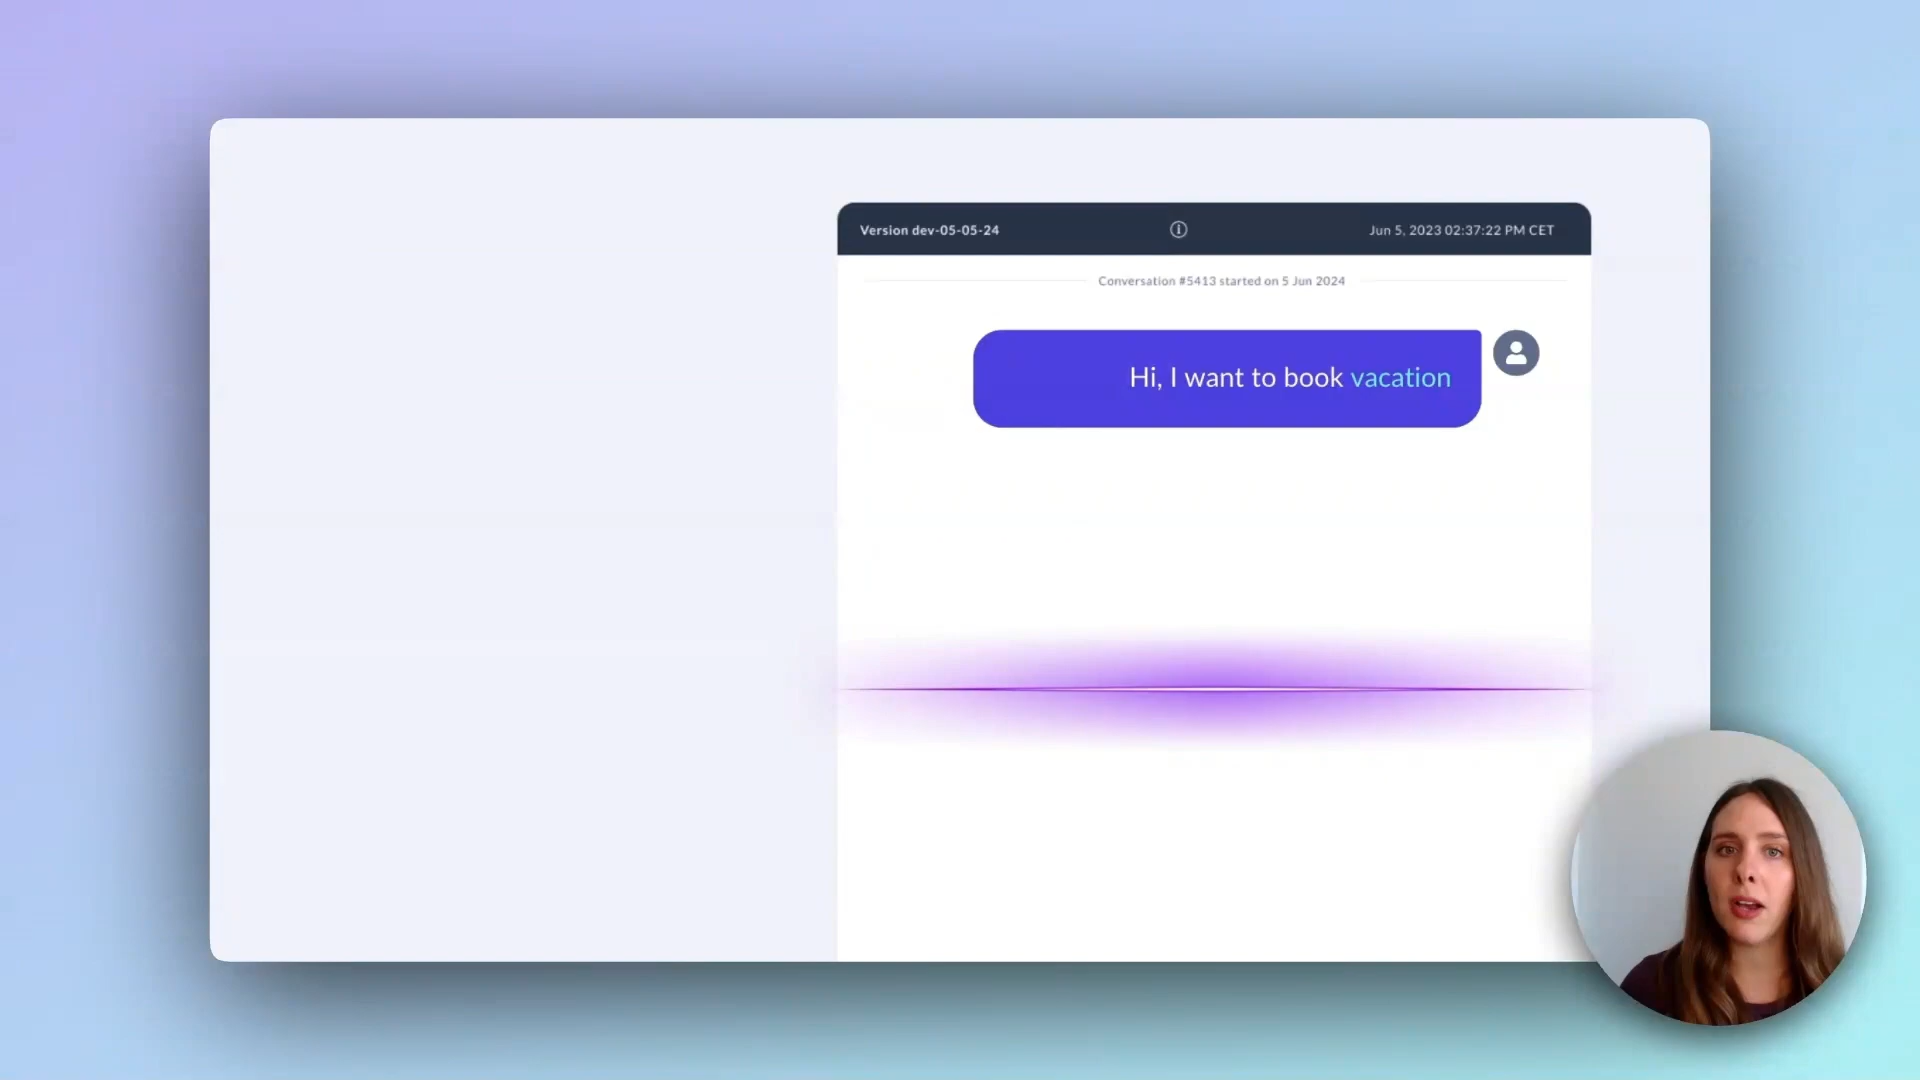 Version dev-05-05-24
Jun 5, 2023 02:37:22 PM CET
Conversation #5413 started on 5 Jun 2024
Hi, I want to book vacation